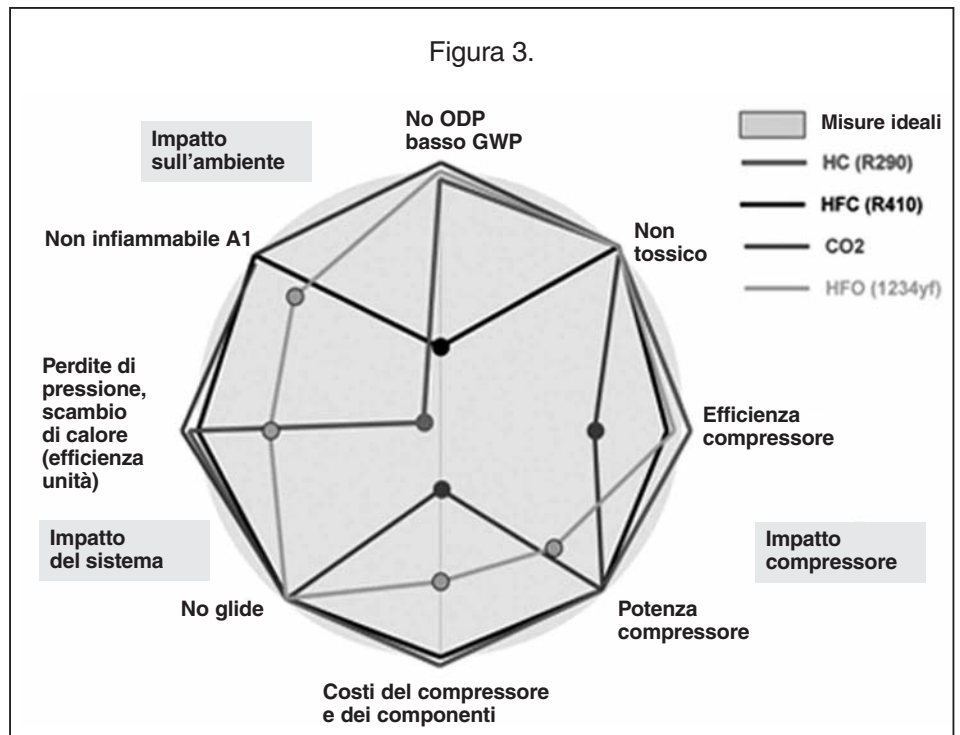 Figura 3.
Impatto
sull'ambiente
No ODP
basso GWP
Misure ideali
HC (R290)
HFC (R410)
CO2
HFO (1234yf)
Non infiammabile A1
Non
tossico
Perdite di
pressione,
scambio
di calore
(efficienza
unità)
Efficienza
compressore
Impatto
del sistema
Impatto
compressore
No glide
Potenza
compressore
Costi del compressore
e dei componenti